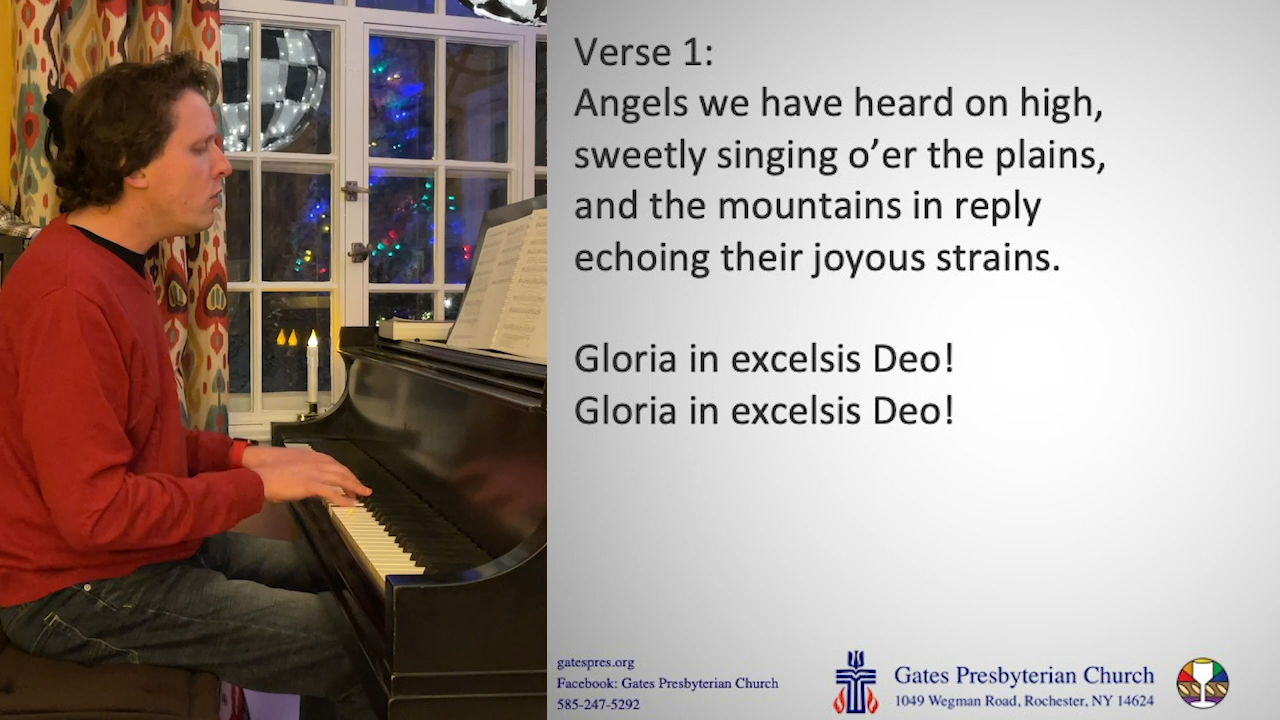 Verse 1:
Angels we have heard on high,
sweetly singing o’er the plains,
and the mountains in reply
echoing their joyous strains.
Gloria in excelsis Deo!
Gloria in excelsis Deo!
gatespres.org
Facebook: Gates Presbyterian Church
585-247-5292
Gates Presbyterian Church
1049 Wegman Road, Rochester, NY 14624